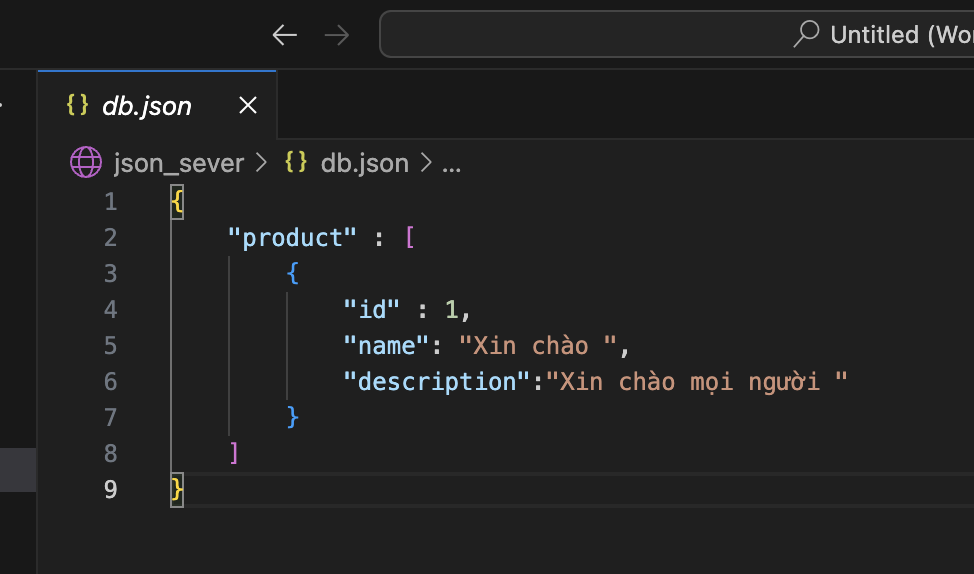 Untitled (Wor
{} db.json
json_sever > {} db.json > ...
1 {
2 "product" : [
3 {
4 "id" : 1,
5 "name": "Xin chào ",
6 "description":"Xin chào mọi người "
7 }
8 ]
9 }